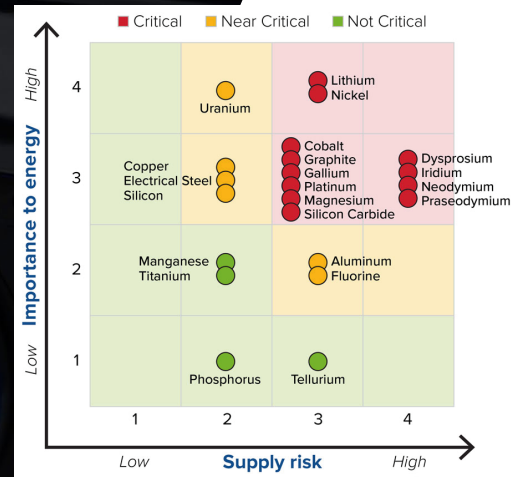 Critical
Near Critical
Not Critical
Importance to energy
High
Low
4
3
2
1
Uranium
Lithium
Nickel
Copper
Electrical Steel
Silicon
Cobalt
Graphite
Gallium
Platinum
Magnesium
Silicon Carbide
Dysprosium
Iridium
Neodymium
Praseodymium
Manganese
Titanium
Aluminum
Fluorine
Phosphorus
Tellurium
1
2
3
4
Low
Supply risk
High